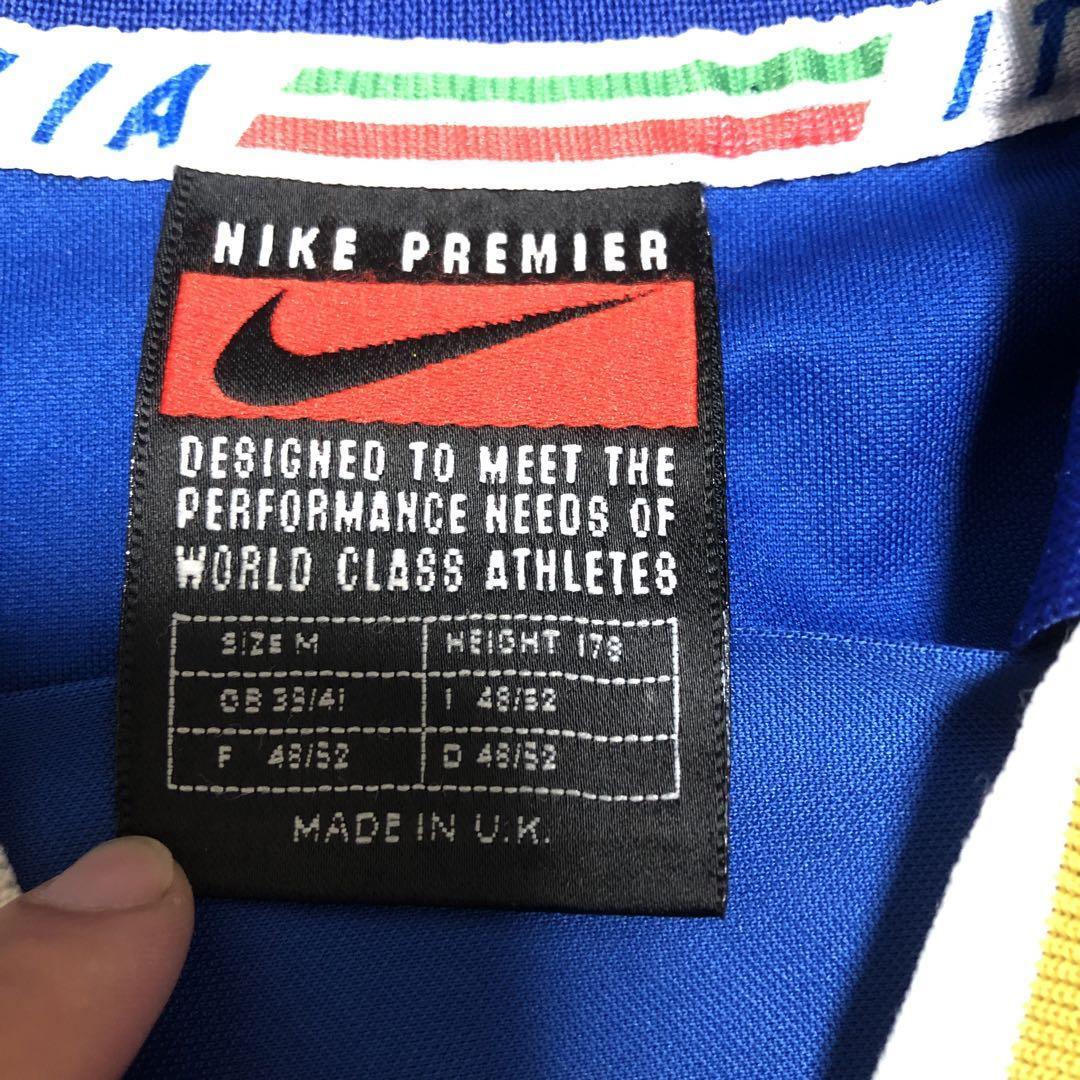 IA IT
NIKE PREMIER
DESIGNED TO MEET THE
PERFORMANCE NEEDS OF
WORLD CLASS ATHLETES
SIZE M HEIGHT 178
GB 39/41 I 48/52
F 48/52 D 48/52
MADE IN U.K.